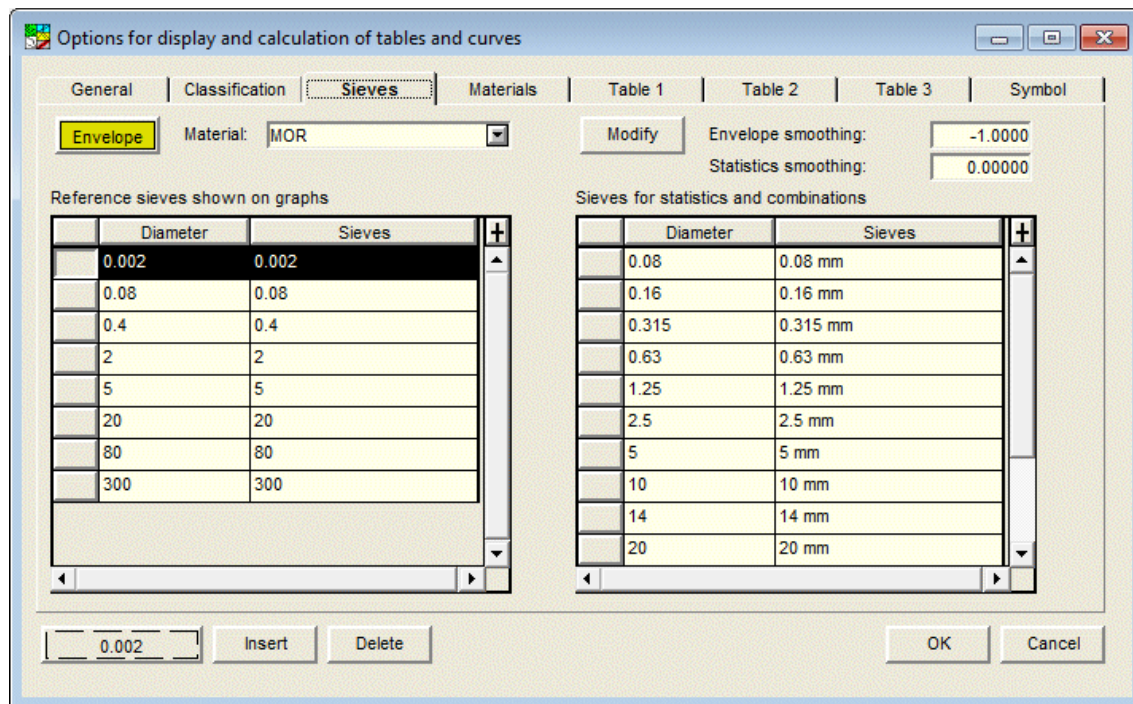 Options for display and calculation of tables and curves
General Classification Sieves Materials Table 1 Table 2 Table 3 Symbol
Envelope Material: MOR Modify Envelope smoothing: -1.0000
Statistics smoothing: 0.00000
Reference sieves shown on graphs Sieves for statistics and combinations
Diameter Sieves + Diameter Sieves +
0.002 0.002 0.08 0.08 mm
0.08 0.08 0.16 0.16 mm
0.4 0.4 0.315 0.315 mm
2 2 0.63 0.63 mm
5 5 1.25 1.25 mm
20 20 2.5 2.5 mm
80 80 5 5 mm
300 300 10 10 mm
14 14 mm
20 20 mm
0.002 Insert Delete OK Cancel